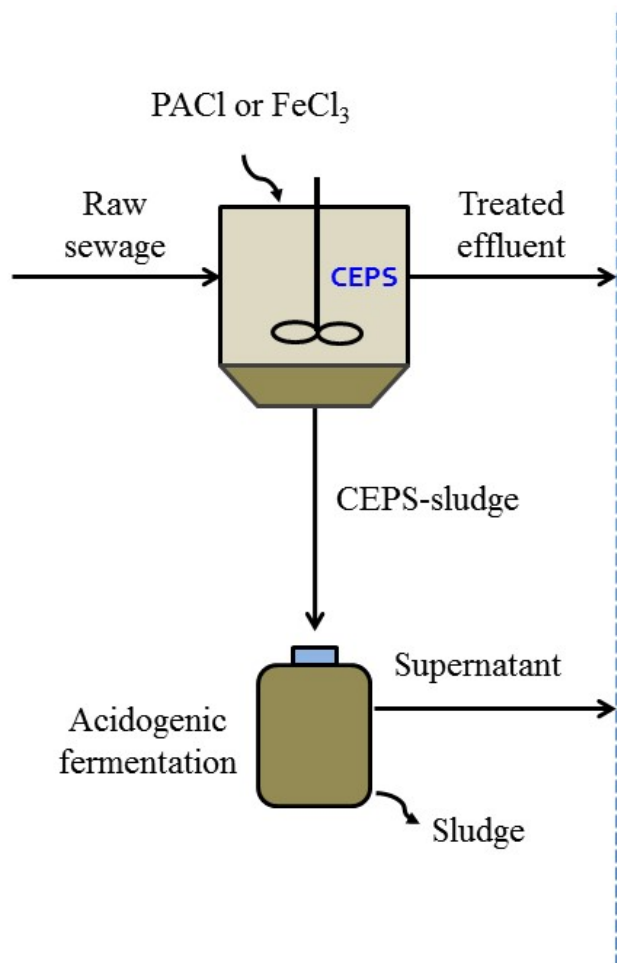 PACl or FeCl₃
Raw
sewage
Treated
effluent
CEPS
CEPS-sludge
Supernatant
Acidogenic
fermentation
Sludge